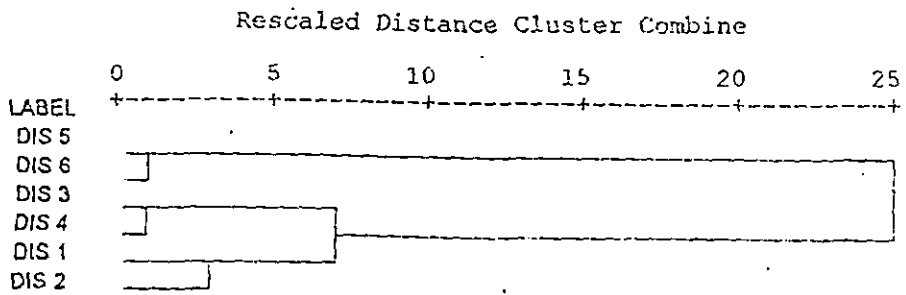 Rescaled Distance Cluster Combine
0 5 10 15 20 25
LABEL +---------+---------+---------+---------+---------+
DIS 5
DIS 6
DIS 3
DIS 4
DIS 1
DIS 2